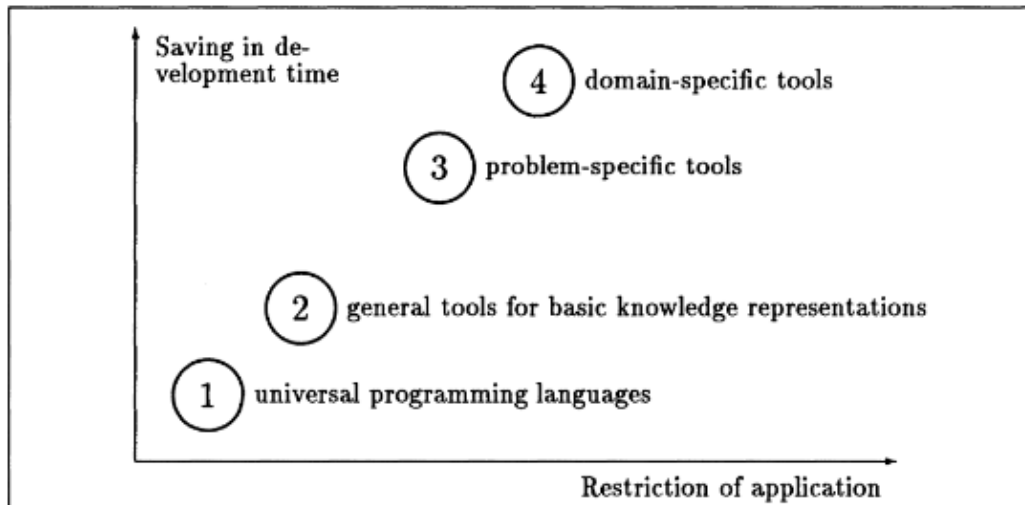 Saving in de-
velopment time
4 domain-specific tools
3 problem-specific tools
2 general tools for basic knowledge representations
1 universal programming languages
Restriction of application